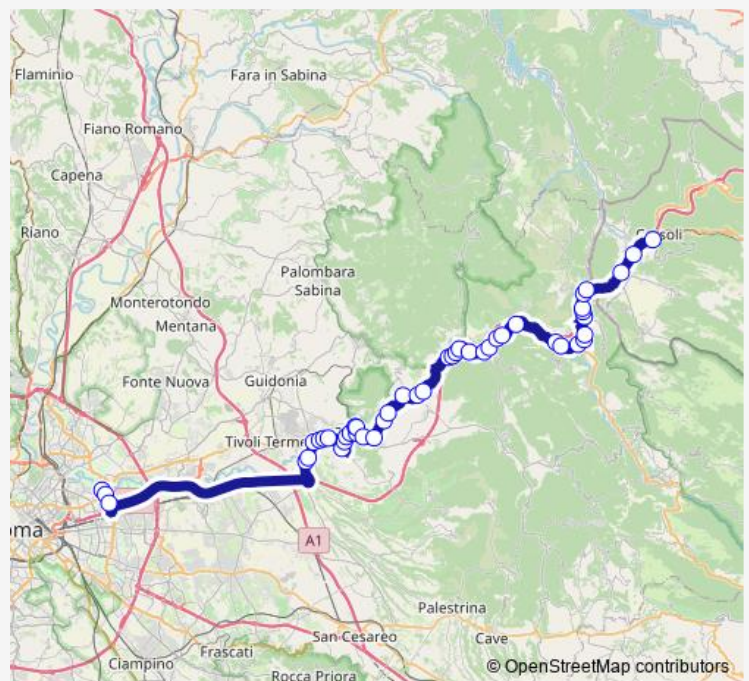 Flaminio
Fara in Sabina
Fiano Romano
Capena
Riano
Palombara
Sabina
Monterotondo
Mentana
Fonte Nuova
Guidonia
Tivoli Terme
A1
Palestrina
San Cesareo
Cave
Frascati
Ciampino
Rocca Priora
© OpenStreetMap contributors